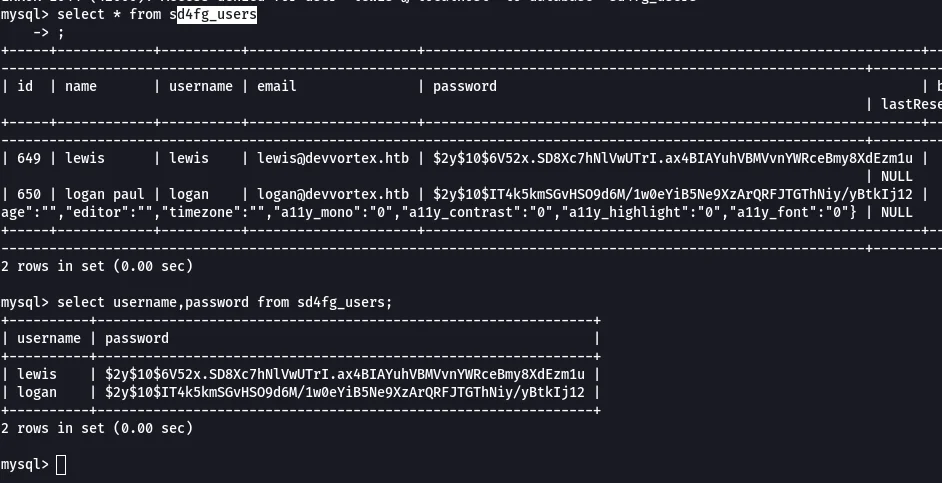 mysql> select * from sd4fg_users
    -> ;
+-----+------------+----------+---------------------+--------------------------------------------------------------+--
------------------------------------------------------------------------------------------------------------+--------
| id  | name       | username | email               | password                                                     | b
                                                                                                            | lastRese
+-----+------------+----------+---------------------+--------------------------------------------------------------+--
------------------------------------------------------------------------------------------------------------+--------
| 649 | lewis      | lewis    | lewis@devvortex.htb | $2y$10$6V52x.SD8Xc7hNlVwUTrI.ax4BIAYuhVBMVvnYWRceBmy8XdEzm1u |
                                                                                                            | NULL
| 650 | logan paul | logan    | logan@devvortex.htb | $2y$10$IT4k5kmSGvHSO9d6M/1w0eYiB5Ne9XzArQRFJTGThNiy/yBtkIj12 |
age":"","editor":"","timezone":"","a11y_mono":"0","a11y_contrast":"0","a11y_highlight":"0","a11y_font":"0"} | NULL
+-----+------------+----------+---------------------+--------------------------------------------------------------+--
------------------------------------------------------------------------------------------------------------+--------
2 rows in set (0.00 sec)
mysql> select username,password from sd4fg_users;
+----------+--------------------------------------------------------------+
| username | password                                                     |
+----------+--------------------------------------------------------------+
| lewis    | $2y$10$6V52x.SD8Xc7hNlVwUTrI.ax4BIAYuhVBMVvnYWRceBmy8XdEzm1u |
| logan    | $2y$10$IT4k5kmSGvHSO9d6M/1w0eYiB5Ne9XzArQRFJTGThNiy/yBtkIj12 |
+----------+--------------------------------------------------------------+
2 rows in set (0.00 sec)
mysql>